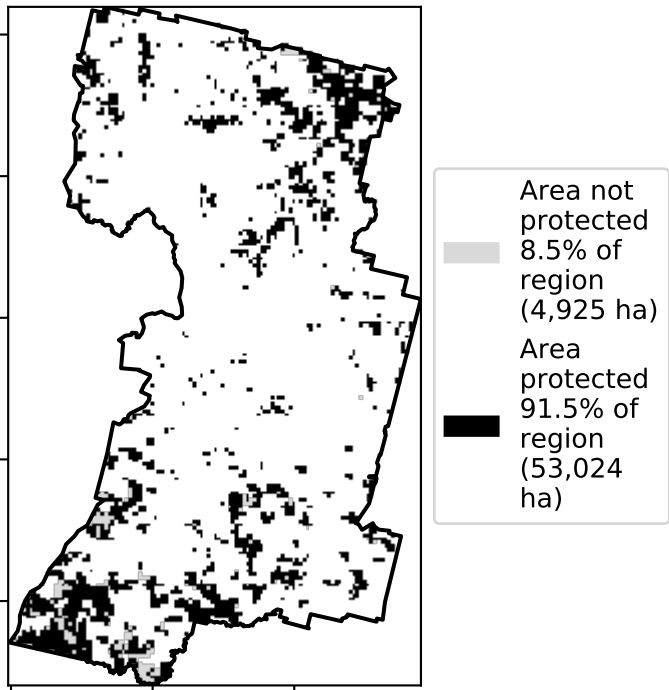 Area not
protected
8.5% of
region
(4,925 ha)
Area
protected
91.5% of
region
(53,024
ha)